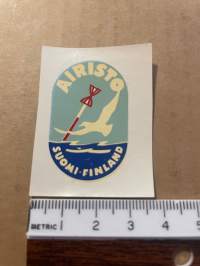 AIRISTO
SUOMI-FINLAND
METRIC 1 2 3 4 5